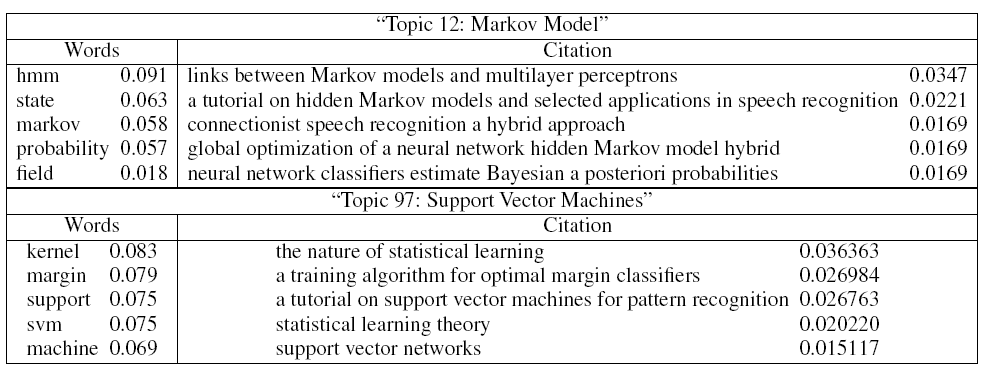 “Topic 12: Markov Model”
Words Citation
hmm 0.091 links between Markov models and multilayer perceptrons 0.0347
state 0.063 a tutorial on hidden Markov models and selected applications in speech recognition 0.0221
markov 0.058 connectionist speech recognition a hybrid approach 0.0169
probability 0.057 global optimization of a neural network hidden Markov model hybrid 0.0169
field 0.018 neural network classifiers estimate Bayesian a posteriori probabilities 0.0169
“Topic 97: Support Vector Machines”
Words Citation
kernel 0.083 the nature of statistical learning 0.036363
margin 0.079 a training algorithm for optimal margin classifiers 0.026984
support 0.075 a tutorial on support vector machines for pattern recognition 0.026763
svm 0.075 statistical learning theory 0.020220
machine 0.069 support vector networks 0.015117